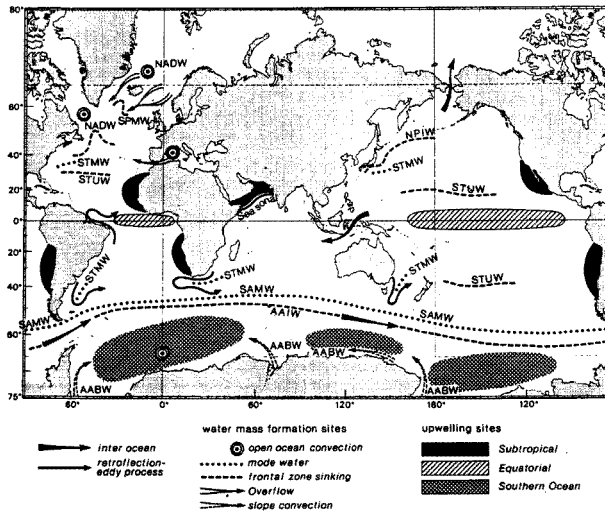 80°
NADW
60°
NADW
SPMW
NPIW
40°
STMW
STMW
STUW
STUW
20°
0°
STMW
STMW
STMW
STUW
SAMW
SAMW
SAMW
AAIW
60°
AABW
AABW
AABW
AABW
75°
60°
0°
60°
120°
180°
120°
water mass formation sites
upwelling sites
inter ocean
open ocean convection
Subtropical
retroflection-
eddy process
mode water
frontal zone sinking
Equatorial
Overflow
slope convection
Southern Ocean